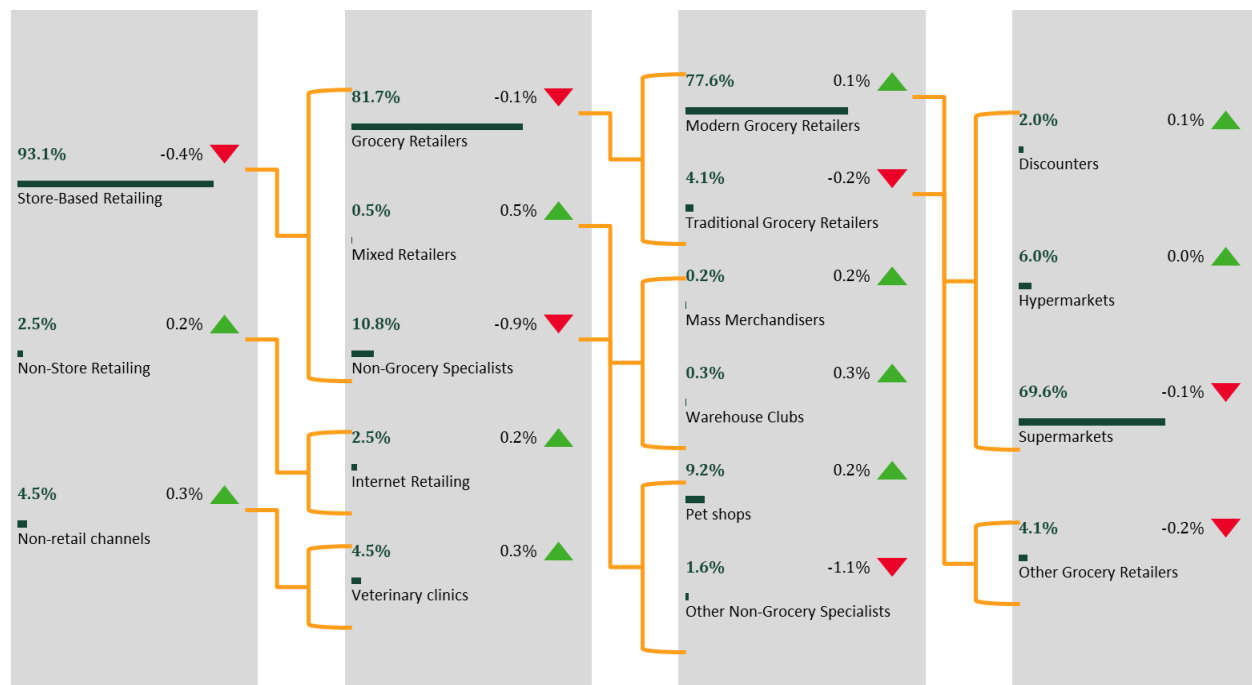 93.1% -0.4%
Store-Based Retailing
2.5% 0.2%
Non-Store Retailing
4.5% 0.3%
Non-retail channels
81.7% -0.1%
Grocery Retailers
0.5% 0.5%
Mixed Retailers
10.8% -0.9%
Non-Grocery Specialists
2.5% 0.2%
Internet Retailing
4.5% 0.3%
Veterinary clinics
77.6% 0.1%
Modern Grocery Retailers
4.1% -0.2%
Traditional Grocery Retailers
0.2% 0.2%
Mass Merchandisers
0.3% 0.3%
Warehouse Clubs
9.2% 0.2%
Pet shops
1.6% -1.1%
Other Non-Grocery Specialists
2.0% 0.1%
Discounters
6.0% 0.0%
Hypermarkets
69.6% -0.1%
Supermarkets
4.1% -0.2%
Other Grocery Retailers